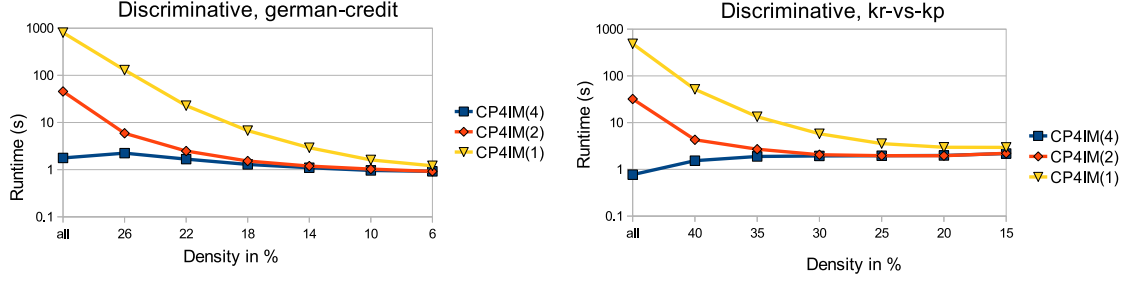 Discriminative, german-credit
1000
100
10
1
0.1
Runtime (s)
all 26 22 18 14 10 6
Density in %
CP4IM(4)
CP4IM(2)
CP4IM(1)
Discriminative, kr-vs-kp
1000
100
10
1
0.1
Runtime (s)
all 40 35 30 25 20 15
Density in %
CP4IM(4)
CP4IM(2)
CP4IM(1)